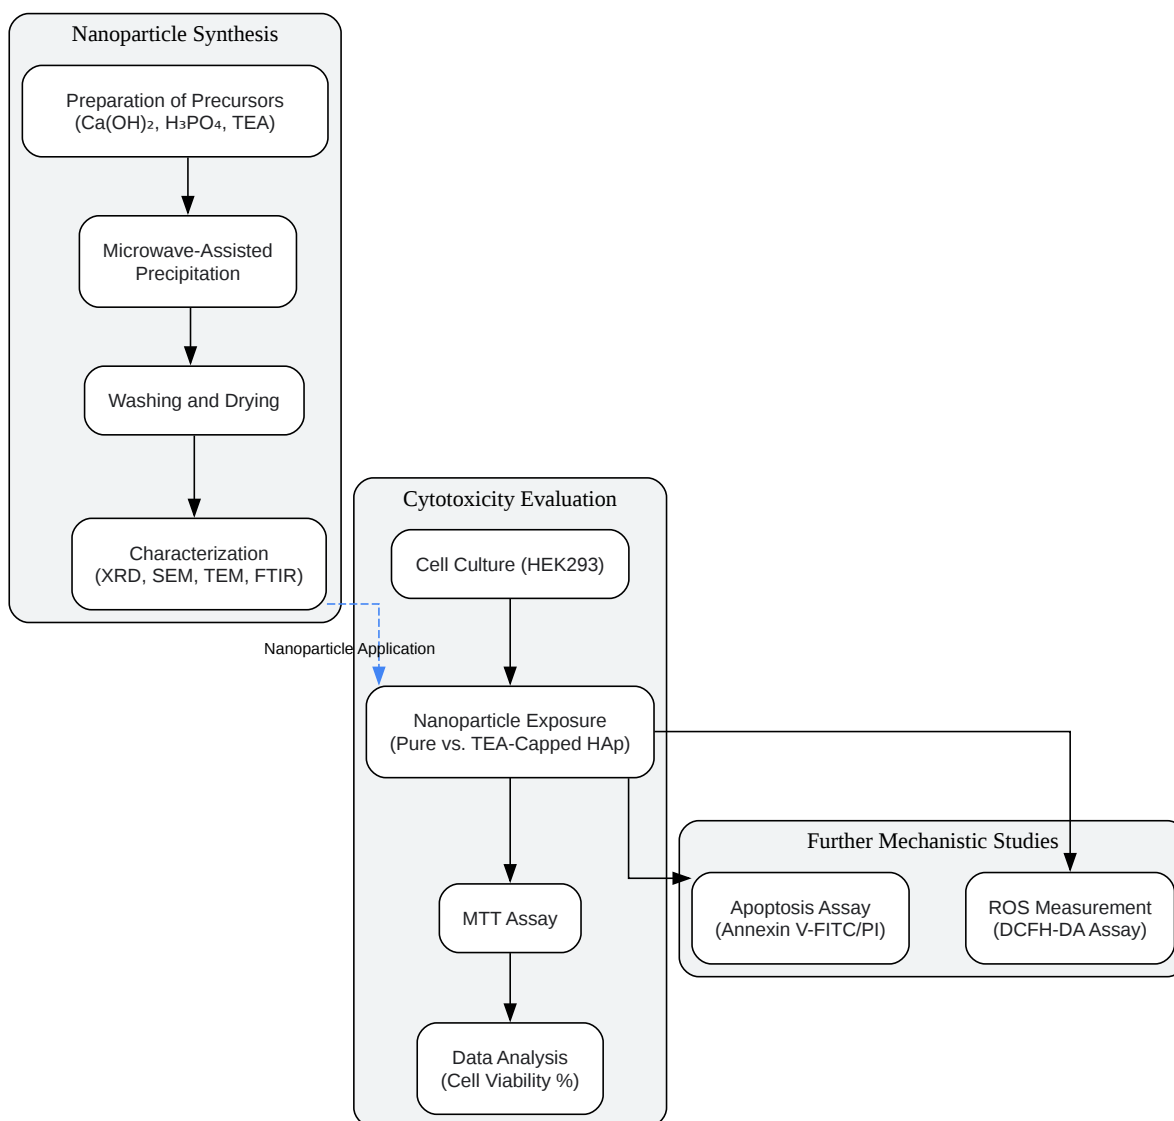 Nanoparticle Synthesis
Preparation of Precursors
(Ca(OH)₂, H₃PO₄, TEA)
Microwave-Assisted
Precipitation
Washing and Drying
Characterization
(XRD, SEM, TEM, FTIR)
Nanoparticle Application
Cytotoxicity Evaluation
Cell Culture (HEK293)
Nanoparticle Exposure
(Pure vs. TEA-Capped HAp)
MTT Assay
Data Analysis
(Cell Viability %)
Further Mechanistic Studies
Apoptosis Assay
(Annexin V-FITC/PI)
ROS Measurement
(DCFH-DA Assay)